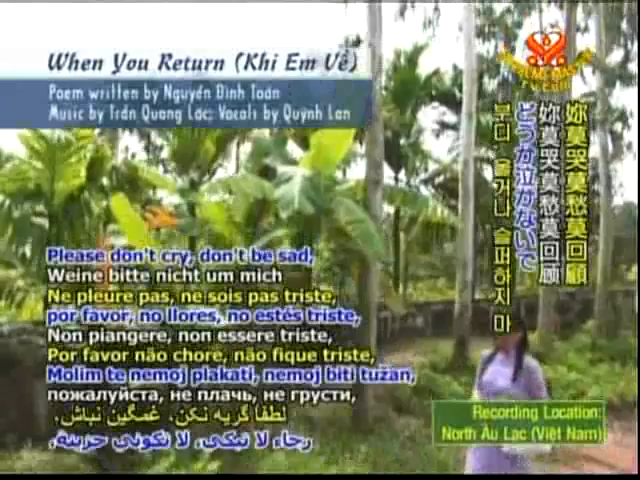 When You Return (Khi Em Về)
Poem written by Nguyễn Đình Toàn
Music by Trần Quang Lộc; Vocals by Quỳnh Lan
妳莫哭莫愁莫回顧
妳莫哭莫愁莫回顧
どうか泣かないで
부디 울거나 슬퍼하지 마
Please don't cry, don't be sad,
Weine bitte nicht um mich
Ne pleure pas, ne sois pas triste,
por favor, no llores, no estés triste,
Non piangere, non essere triste,
Por favor não chore, não fique triste,
Molim te nemoj plakati, nemoj biti tužan,
пожалуйста, не плачь, не грусти,
لطفا گریه نکن، غمگین نباش،
رجاء لا تبكي، لا تكوني حزينة،
Recording Location:
North Âu Lạc (Việt Nam)